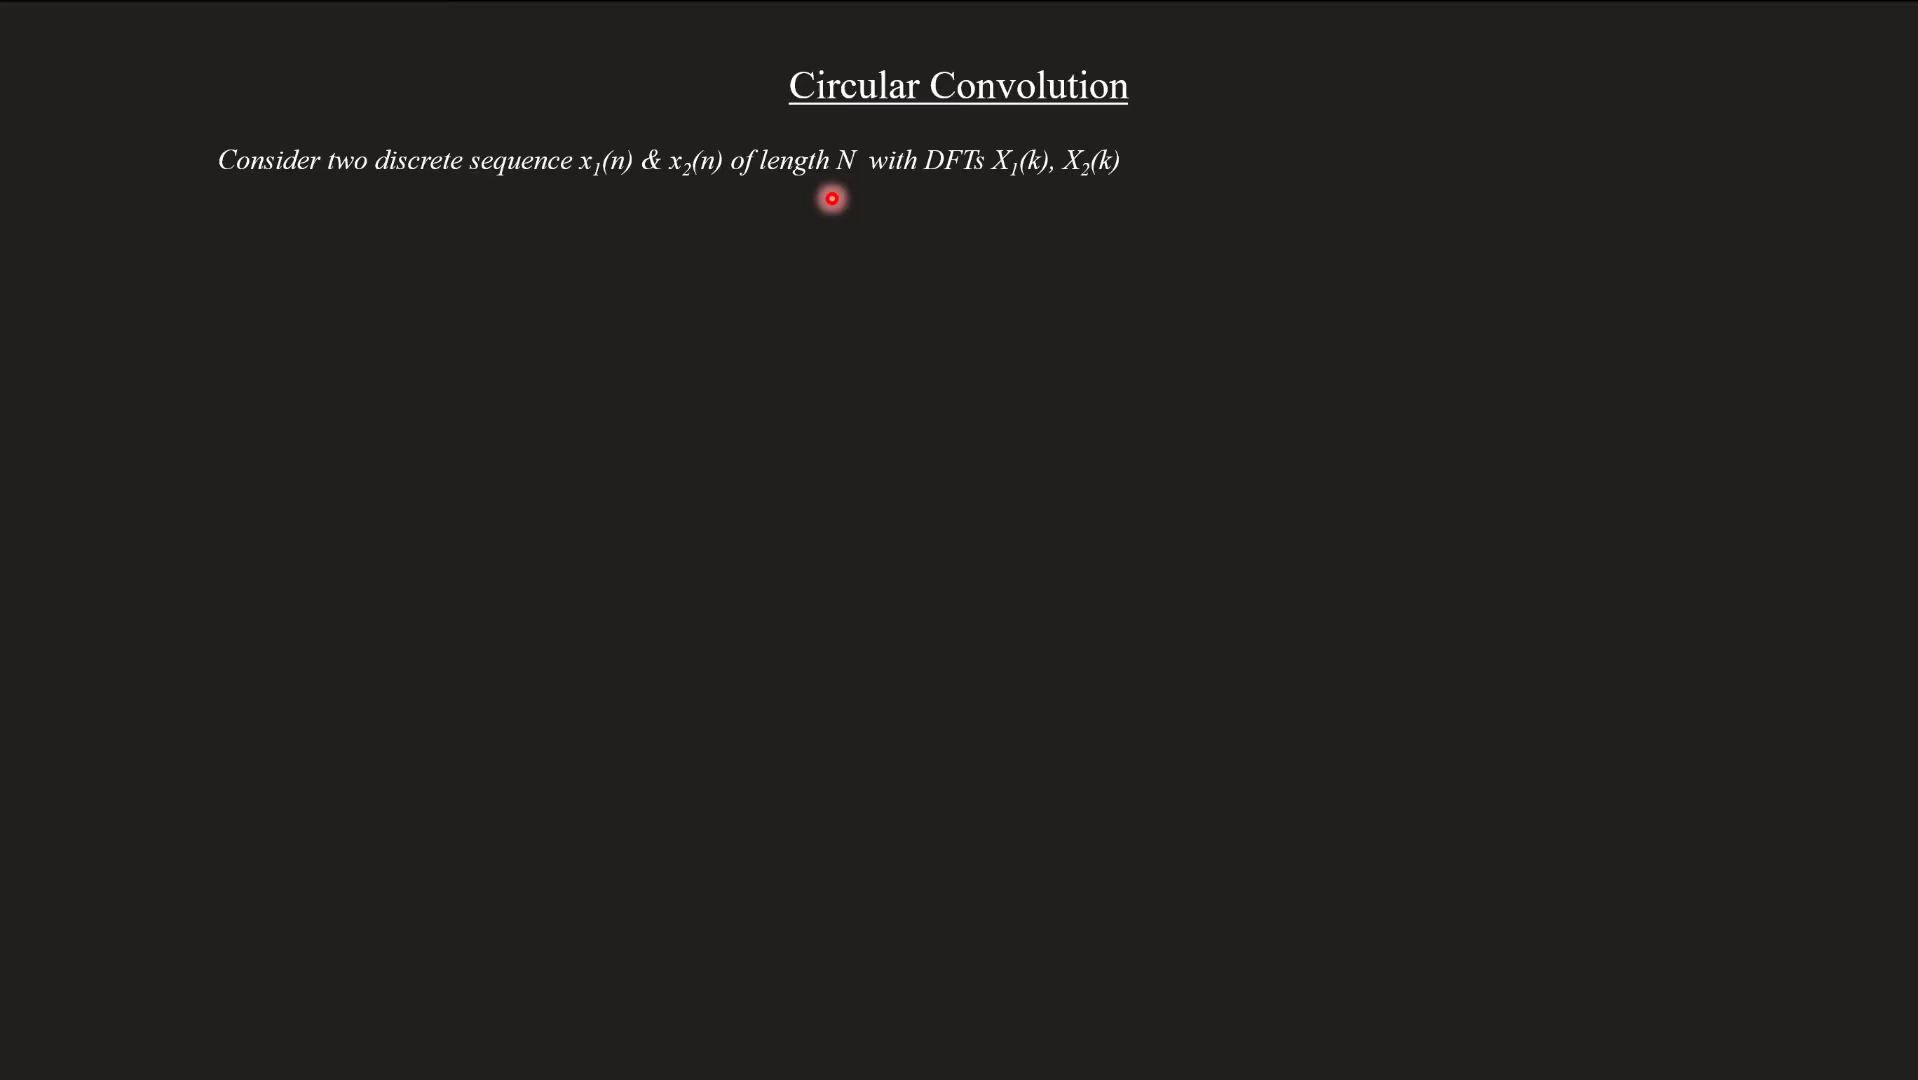 Circular Convolution
Consider two discrete sequence x₁(n) & x₂(n) of length N with DFTs X₁(k), X₂(k)